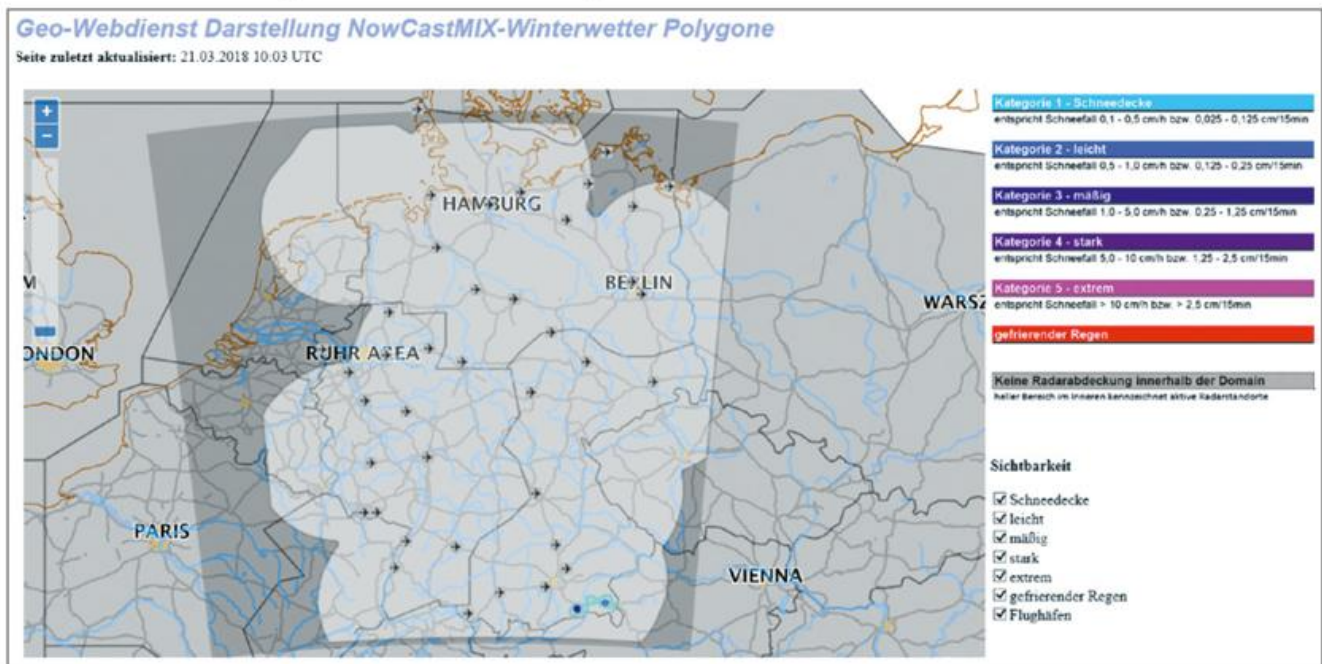 Geo-Webdienst Darstellung NowCastMIX-Winterwetter Polygone
Seite zuletzt aktualisiert: 21.03.2018 10:03 UTC
+
−
HAMBURG
BERLIN
M
WARSZ
ONDON
RUHR AREA
PARIS
VIENNA
Kategorie 1 - Schneedecke
entspricht Schneefall 0,1 - 0,5 cm/h bzw. 0,025 - 0,125 cm/15min
Kategorie 2 - leicht
entspricht Schneefall 0,5 - 1,0 cm/h bzw. 0,125 - 0,25 cm/15min
Kategorie 3 - mäßig
entspricht Schneefall 1,0 - 5,0 cm/h bzw. 0,25 - 1,25 cm/15min
Kategorie 4 - stark
entspricht Schneefall 5,0 - 10 cm/h bzw. 1,25 - 2,5 cm/15min
Kategorie 5 - extrem
entspricht Schneefall > 10 cm/h bzw. > 2,5 cm/15min
gefrierender Regen
Keine Radarabdeckung innerhalb der Domain
heller Bereich im Inneren kennzeichnet aktive Radarstandorte
Sichtbarkeit
Schneedecke
leicht
mäßig
stark
extrem
gefrierender Regen
Flughäfen